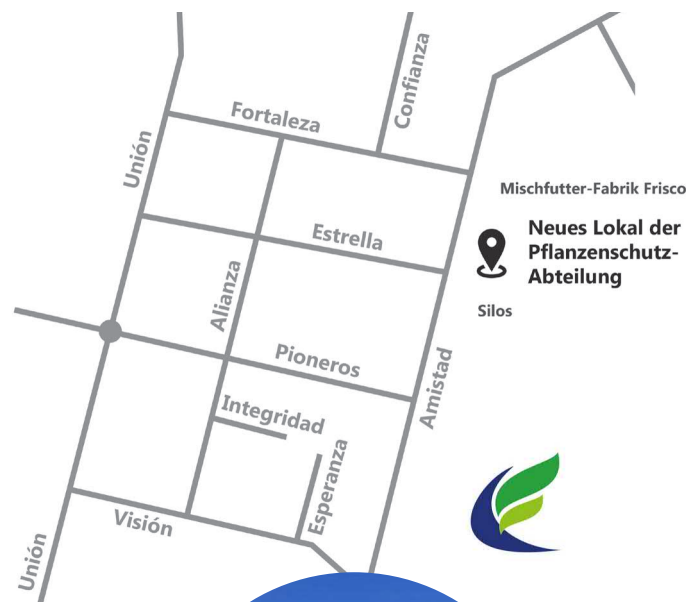 Confianza
Fortaleza
Unión
Mischfutter-Fabrik Frisco
Neues Lokal der
Pflanzenschutz-
Abteilung
Estrella
Alianza
Silos
Pioneros
Amistad
Integridad
Esperanza
Visión
Unión